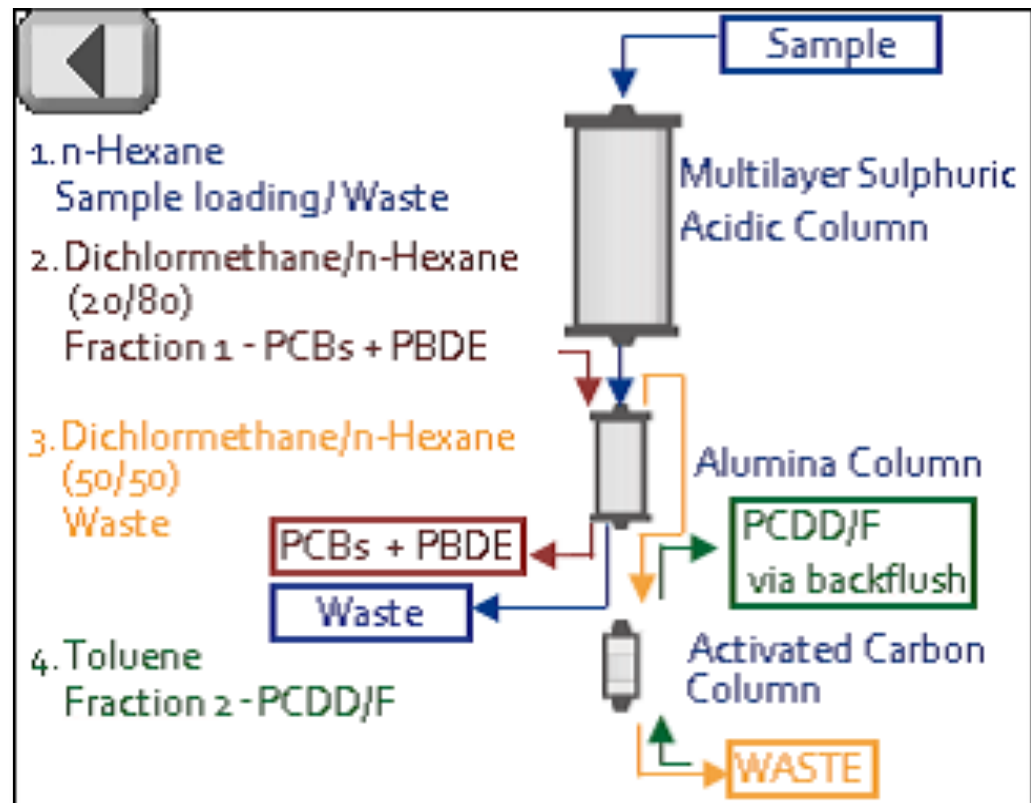 Sample
1. n-Hexane
Sample loading/ Waste
Multilayer Sulphuric
Acidic Column
2. Dichlormethane/n-Hexane
(20/80)
Fraction 1 - PCBs + PBDE
3. Dichlormethane/n-Hexane
(50/50)
Waste
Alumina Column
PCBs + PBDE
PCDD/F
via backflush
Waste
4. Toluene
Fraction 2 - PCDD/F
Activated Carbon
Column
WASTE